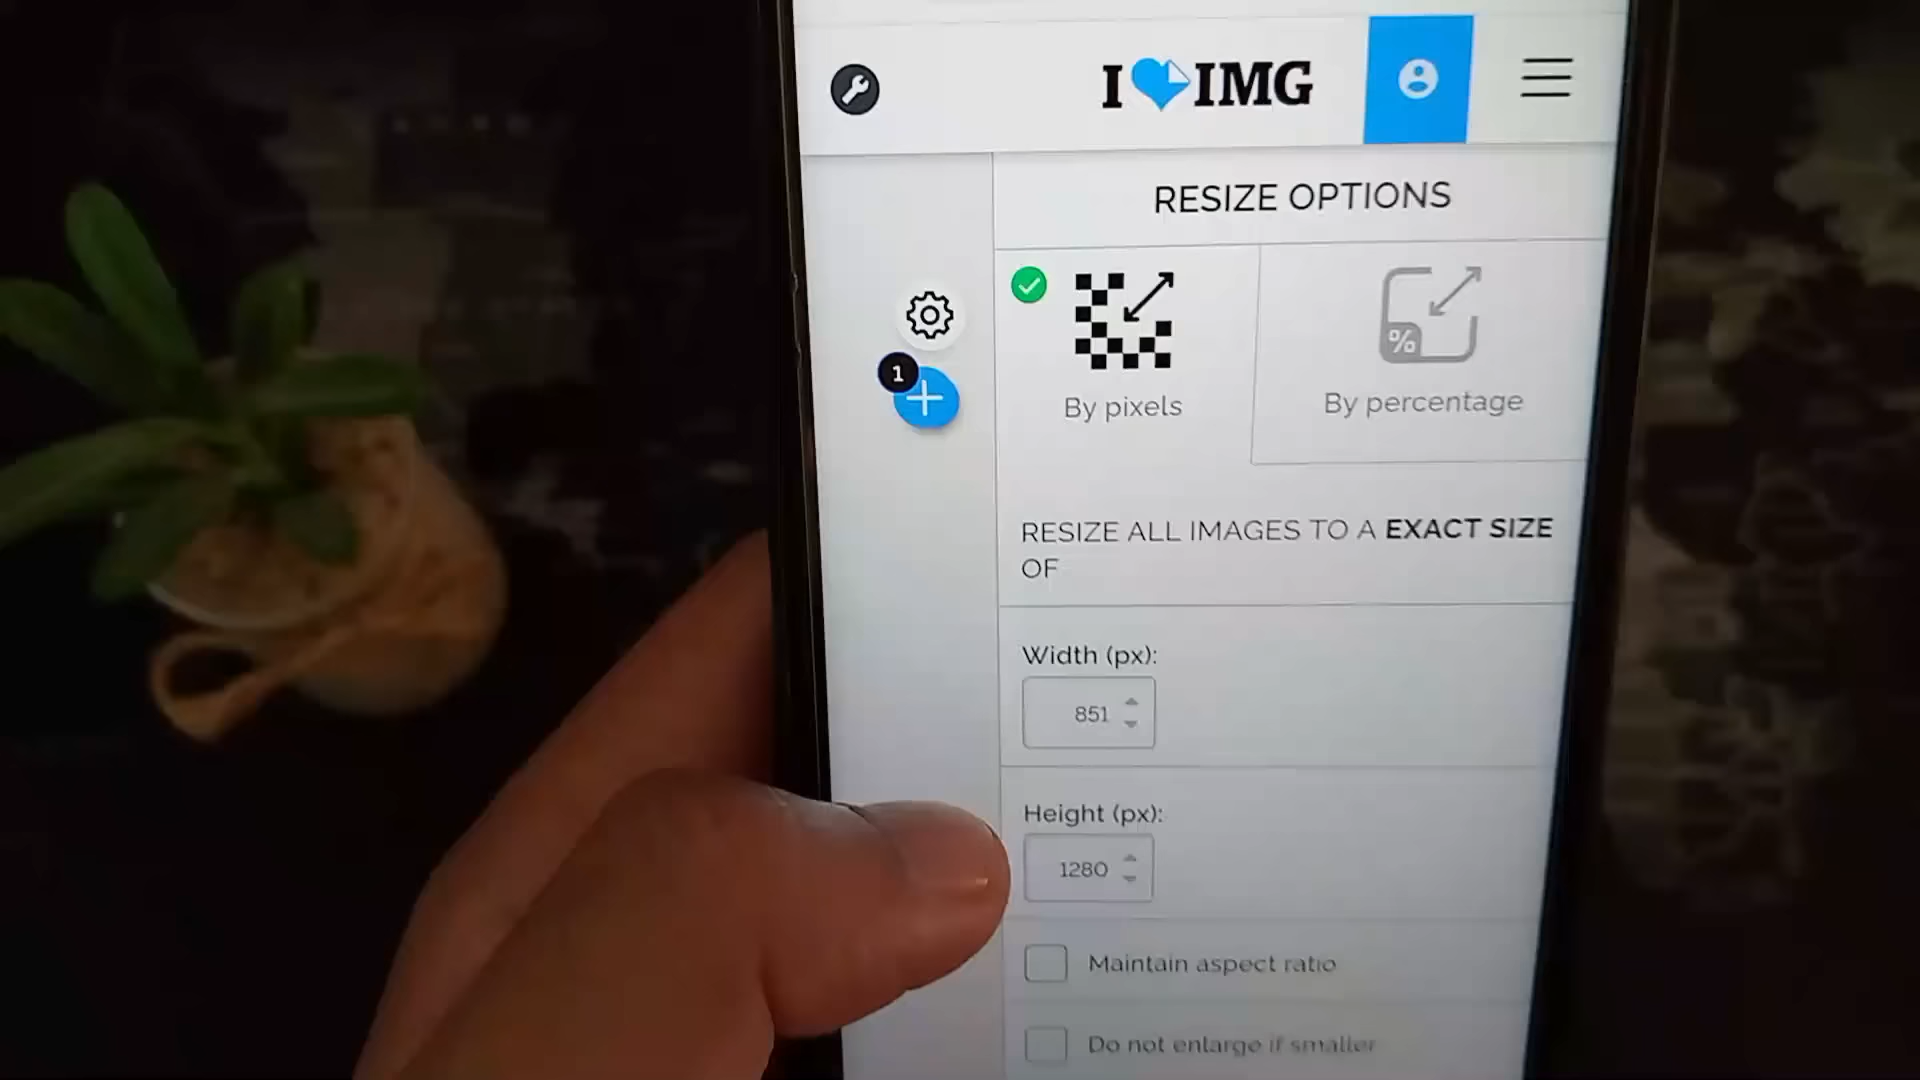 I IMG
RESIZE OPTIONS
1
%
By pixels
By percentage
RESIZE ALL IMAGES TO A EXACT SIZE
OF
Width (px):
851
Height (px):
1280
Maintain aspect ratio
Do not enlarge if smaller